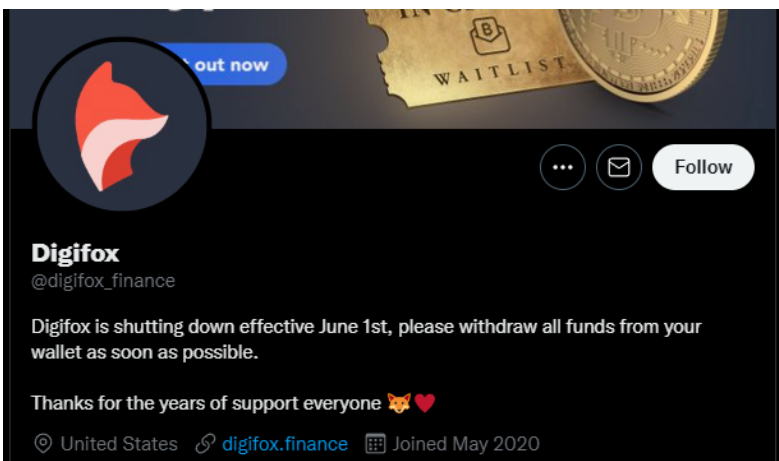 IN C
WAITLIST
out now
Follow
Digifox
@digifox_finance
Digifox is shutting down effective June 1st, please withdraw all funds from your
wallet as soon as possible.
Thanks for the years of support everyone 🦊❤️
United States digifox.finance Joined May 2020